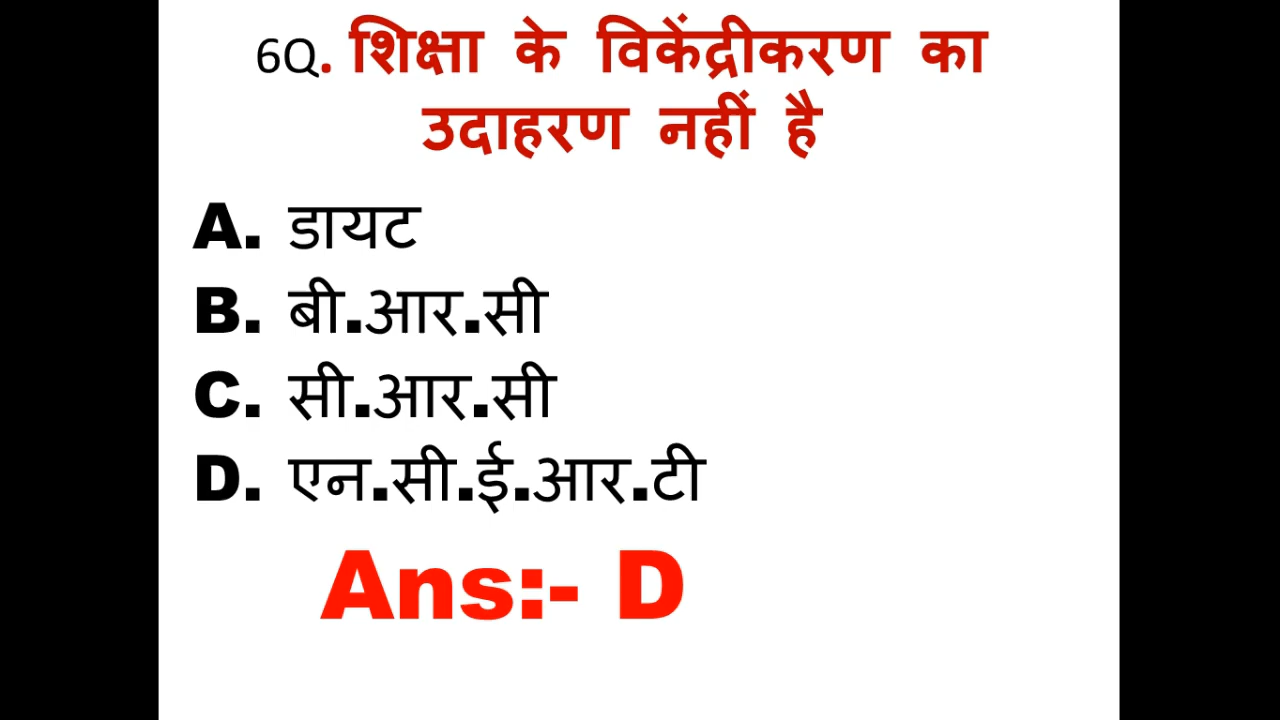 6Q. शिक्षा के विकेंद्रीकरण का
उदाहरण नहीं है
A. डायट
B. बी.आर.सी
C. सी.आर.सी
D. एन.सी.ई.आर.टी
Ans:- D